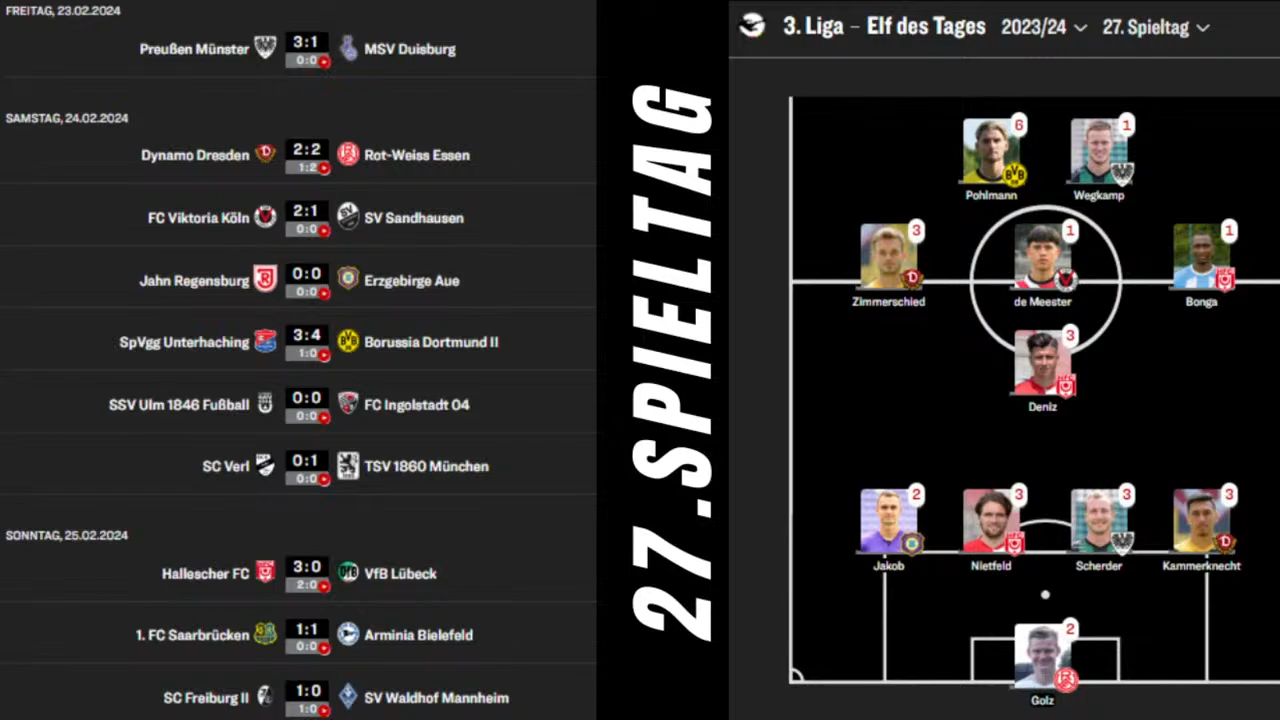 FREITAG, 23.02.2024
Preußen Münster 3:1 MSV Duisburg
0:0
SAMSTAG, 24.02.2024
Dynamo Dresden 2:2 Rot-Weiss Essen
1:2
FC Viktoria Köln 2:1 SV Sandhausen
0:0
Jahn Regensburg 0:0 Erzgebirge Aue
0:0
SpVgg Unterhaching 3:4 Borussia Dortmund II
1:0
SSV Ulm 1846 Fußball 0:0 FC Ingolstadt 04
0:0
SC Verl 0:1 TSV 1860 München
0:0
SONNTAG, 25.02.2024
Hallescher FC 3:0 VfB Lübeck
2:0
1. FC Saarbrücken 1:1 Arminia Bielefeld
0:0
SC Freiburg II 1:0 SV Waldhof Mannheim
1:0
27.SPIELTAG
3. Liga – Elf des Tages 2023/24 27. Spieltag
6 1
BVB
Pohlmann Wegkamp
3 1 1
Zimmerschied de Meester Bonga
3
Deniz
2 3 3 3
Jakob Nietfeld Scherder Kammerknecht
2
Golz